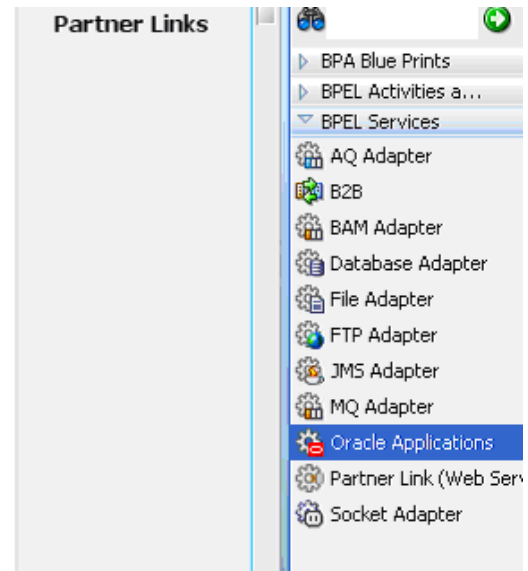 Partner Links
BPA Blue Prints
BPEL Activities a...
BPEL Services
AQ Adapter
B2B
BAM Adapter
Database Adapter
File Adapter
FTP Adapter
JMS Adapter
MQ Adapter
Oracle Applications
Partner Link (Web Serv
Socket Adapter